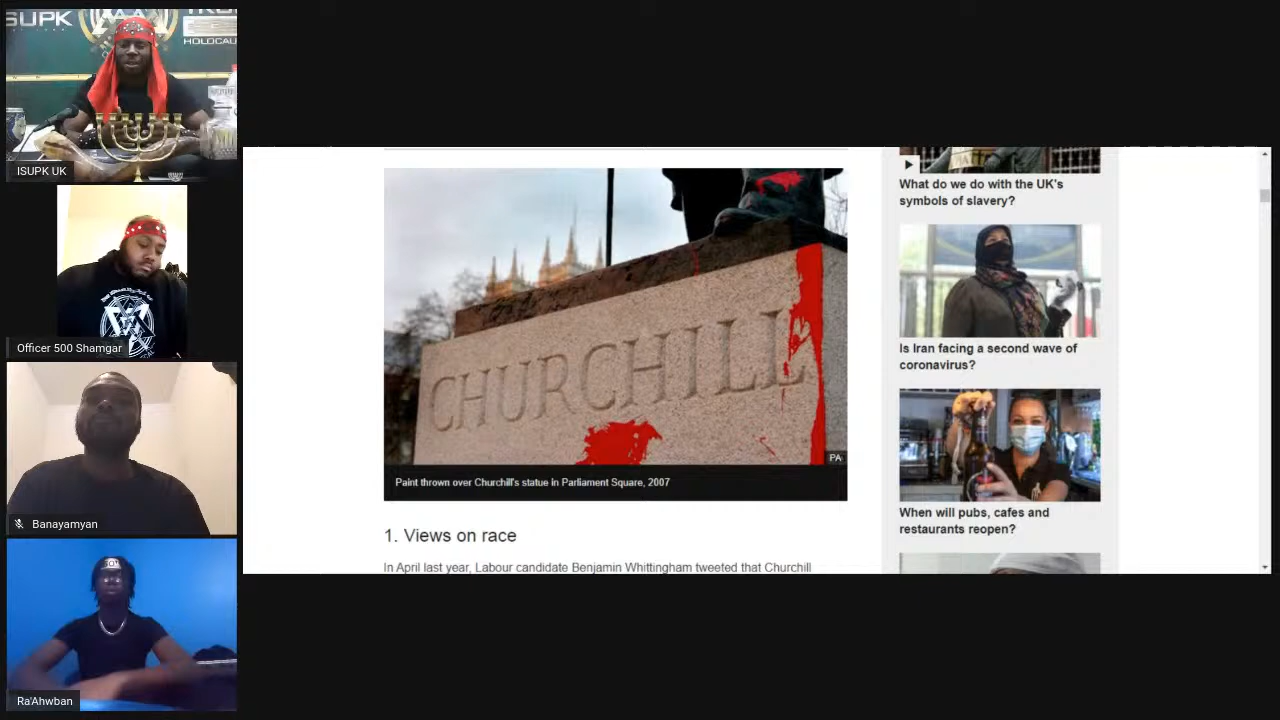 SUPK
HOLOCAU
ISUPK UK
Officer 500 Shamgar
Banayamyan
Ra'Ahwban
CHURCHILL
PA
Paint thrown over Churchill's statue in Parliament Square, 2007
1. Views on race
In April last year, Labour candidate Benjamin Whittingham tweeted that Churchill
What do we do with the UK's
symbols of slavery?
Is Iran facing a second wave of
coronavirus?
When will pubs, cafes and
restaurants reopen?